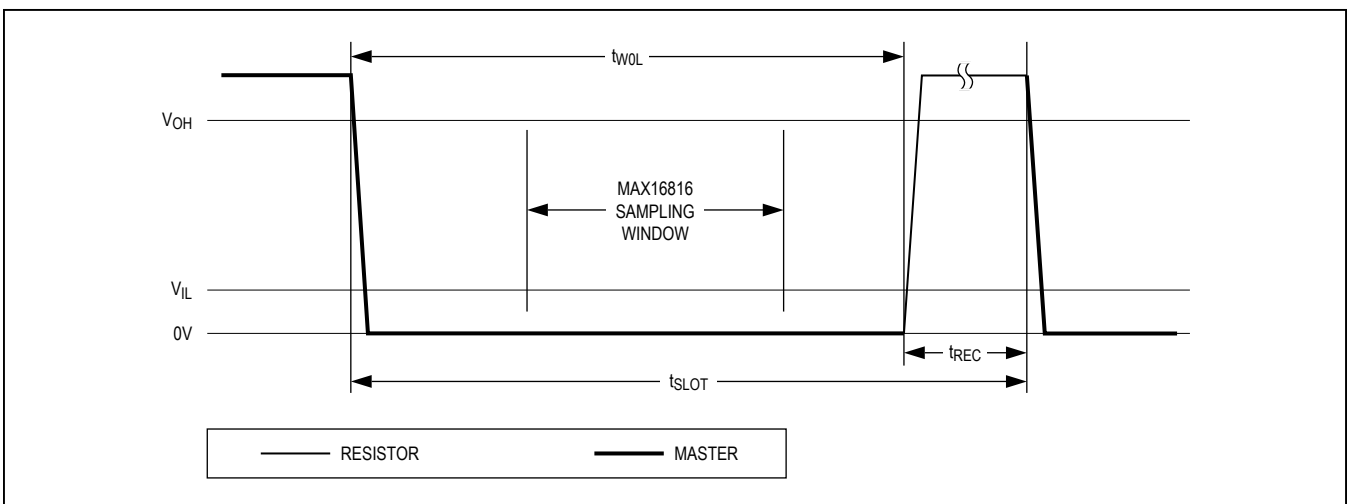 tW0L
VOH
MAX16816
SAMPLING
WINDOW
VIL
0V
tREC
tSLOT
RESISTOR
MASTER